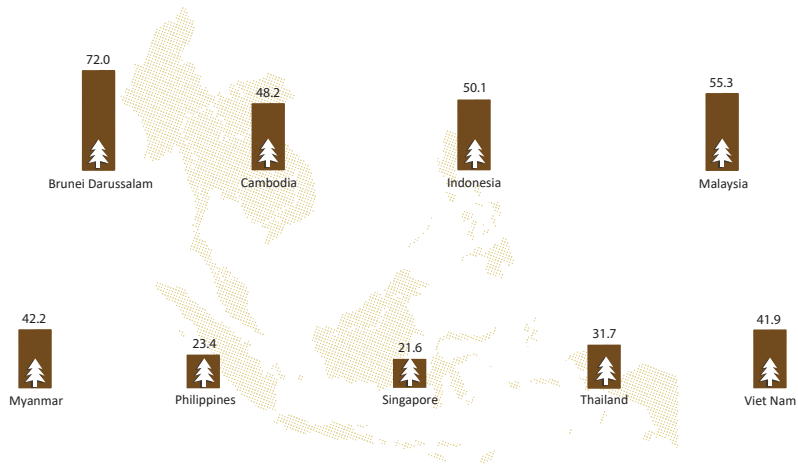 72.0
Brunei Darussalam
48.2
Cambodia
50.1
Indonesia
55.3
Malaysia
42.2
Myanmar
23.4
Philippines
21.6
Singapore
31.7
Thailand
41.9
Viet Nam